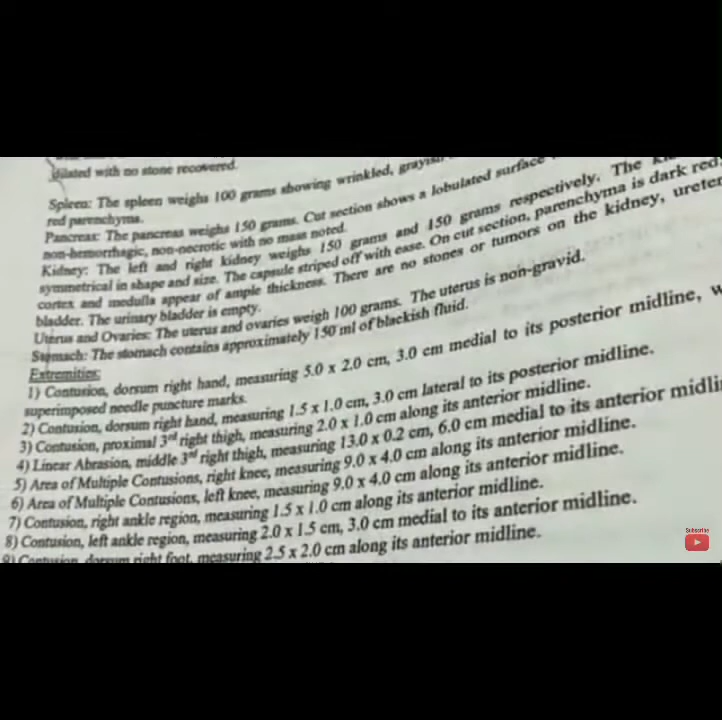 dilated with no stone recovered.
Spleen: The spleen weighs 100 grams showing wrinkled, grayish
red parenchyma.
Pancreas: The pancreas weighs 150 grams. Cut section shows a lobulated surface
non-hemorrhagic, non-necrotic with no mass noted.
Kidney: The left and right kidney weighs 150 grams and 150 grams respectively. The
symmetrical in shape and size. The capsule striped off with ease. On cut section, parenchyma is dark red
cortex and medulla appear of ample thickness. There are no stones or tumors on the kidney, ureter
bladder. The urinary bladder is empty.
Uterus and Ovaries: The uterus and ovaries weigh 100 grams. The uterus is non-gravid.
Stomach: The stomach contains approximately 150 ml of blackish fluid.
Extremities:
1) Contusion, dorsum right hand, measuring 5.0 x 2.0 cm, 3.0 cm medial to its posterior midline, w
superimposed needle puncture marks.
2) Contusion, dorsum right hand, measuring 1.5 x 1.0 cm, 3.0 cm lateral to its posterior midline.
3) Contusion, proximal 3rd right thigh, measuring 2.0 x 1.0 cm along its anterior midline.
4) Linear Abrasion, middle 3rd right thigh, measuring 13.0 x 0.2 cm, 6.0 cm medial to its anterior midli
5) Area of Multiple Contusions, right knee, measuring 9.0 x 4.0 cm along its anterior midline.
6) Area of Multiple Contusions, left knee, measuring 9.0 x 4.0 cm along its anterior midline.
7) Contusion, right ankle region, measuring 1.5 x 1.0 cm along its anterior midline.
8) Contusion, left ankle region, measuring 2.0 x 1.5 cm, 3.0 cm medial to its anterior midline.
9) Contusion, dorsum right foot, measuring 2.5 x 2.0 cm along its anterior midline.
Subscribe